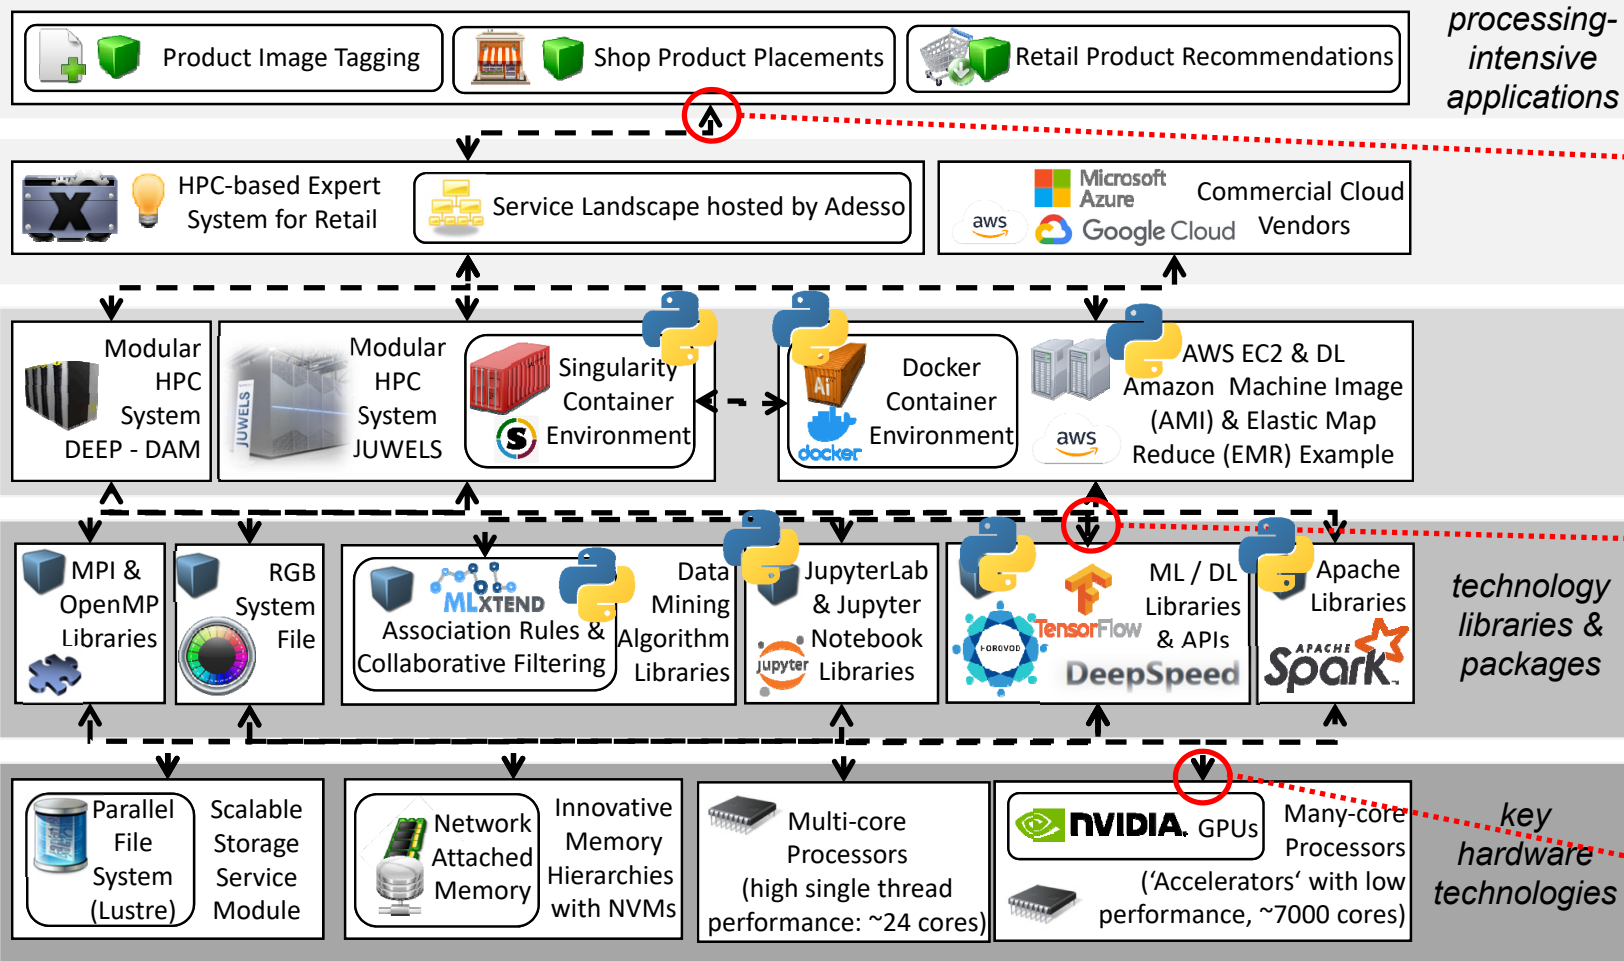 processing-
intensive
applications
Product Image Tagging
Shop Product Placements
Retail Product Recommendations
X
HPC-based Expert
System for Retail
Service Landscape hosted by Adesso
Microsoft
Azure
aws
Google Cloud
Commercial Cloud
Vendors
Modular
HPC
System
DEEP - DAM
JUWELS
Modular
HPC
System
JUWELS
Singularity
Container
Environment
S
Ai
docker
Docker
Container
Environment
aws
AWS EC2 & DL
Amazon Machine Image
(AMI) & Elastic Map
Reduce (EMR) Example
MPI &
OpenMP
Libraries
RGB
System
File
MLXTEND
Association Rules &
Collaborative Filtering
Data
Mining
Algorithm
Libraries
jupyter
JupyterLab
& Jupyter
Notebook
Libraries
HOROVOD
TensorFlow
ML / DL
Libraries
& APIs
DeepSpeed
Apache
Libraries
APACHE
Spark
technology
libraries &
packages
Parallel
File
System
(Lustre)
Scalable
Storage
Service
Module
Network
Attached
Memory
Innovative
Memory
Hierarchies
with NVMs
Multi-core
Processors
(high single thread
performance: ~24 cores)
NVIDIA. GPUs
Many-core
Processors
(‘Accelerators‘ with low
performance, ~7000 cores)
key
hardware
technologies